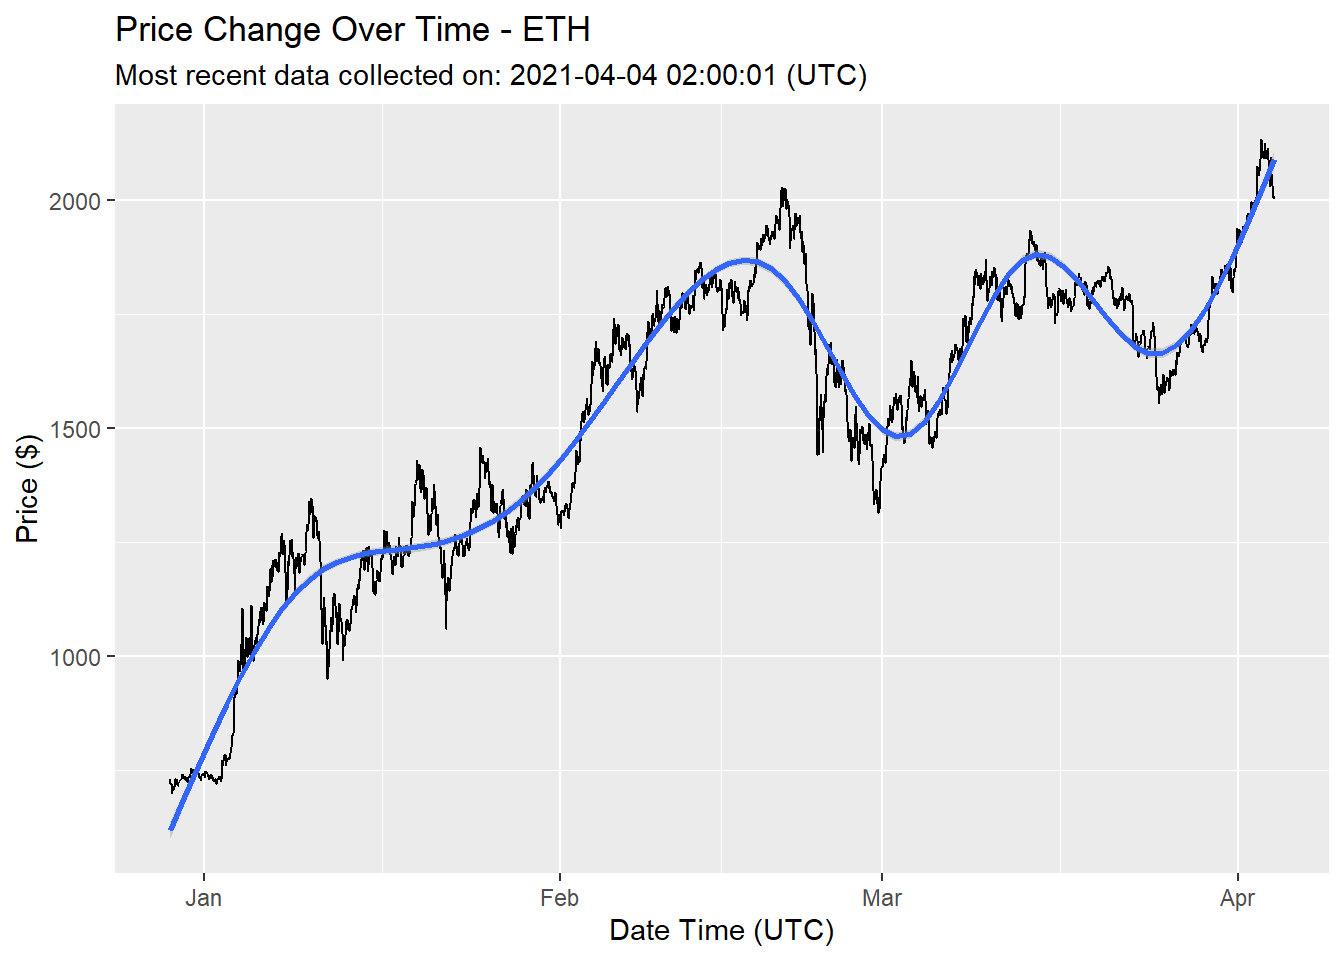 Price Change Over Time - ETH
Most recent data collected on: 2021-04-04 02:00:01 (UTC)
2000
1500
1000
Price ($)
Jan Feb Mar Apr
Date Time (UTC)